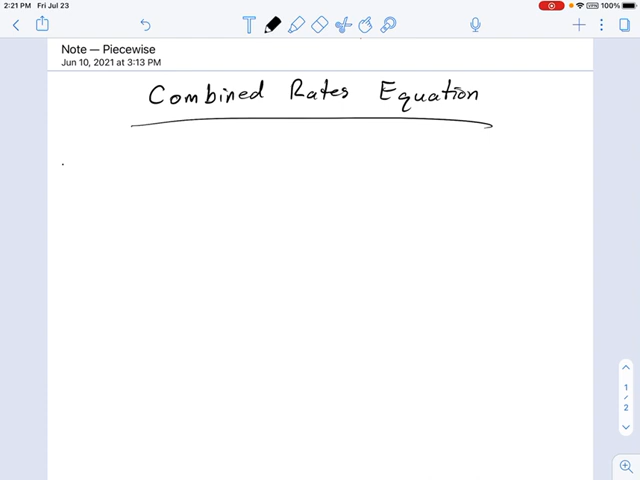 2:21 PM Fri Jul 23
100%
Note — Piecewise
Jun 10, 2021 at 3:13 PM
Combined Rates Equation
1
/
2